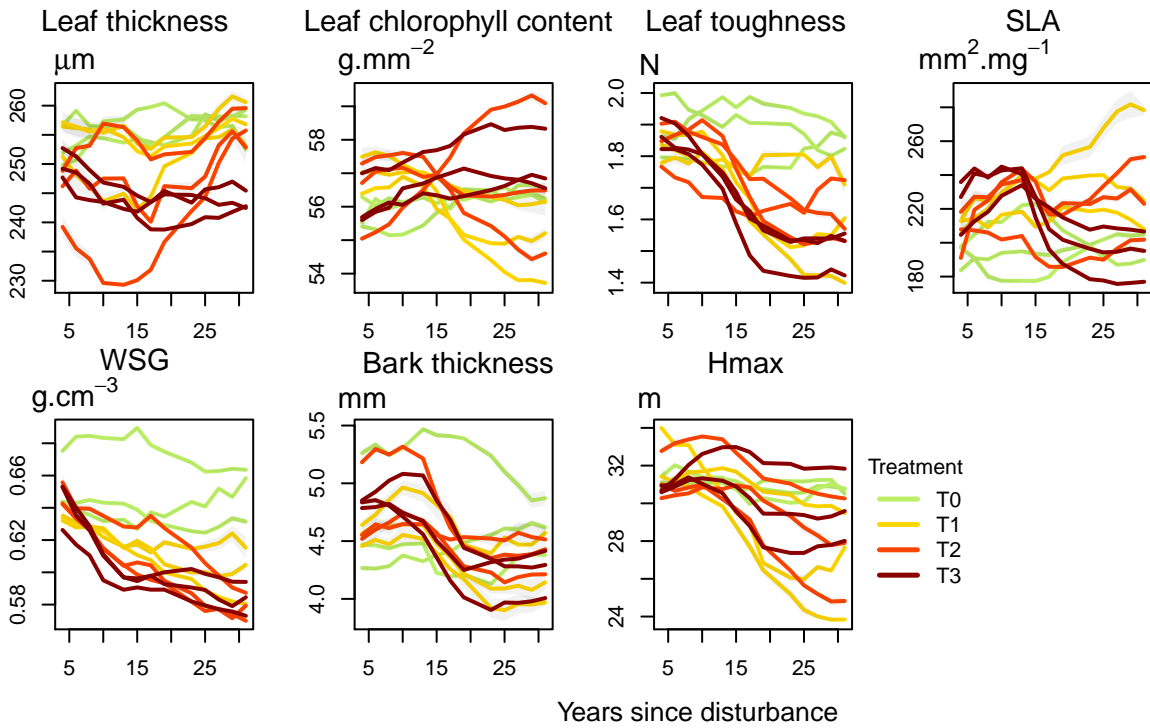 Leaf thickness
Leaf chlorophyll content
Leaf toughness
SLA
μm
g.mm−2
N
mm2.mg−1
230 240 250 260
54 56 58
1.4 1.6 1.8 2.0
180 220 260
5 15 25
5 15 25
5 15 25
5 15 25
WSG
Bark thickness
Hmax
g.cm−3
mm
m
0.58 0.62 0.66
4.0 4.5 5.0 5.5
24 28 32
5 15 25
5 15 25
5 15 25
Treatment
T0
T1
T2
T3
Years since disturbance